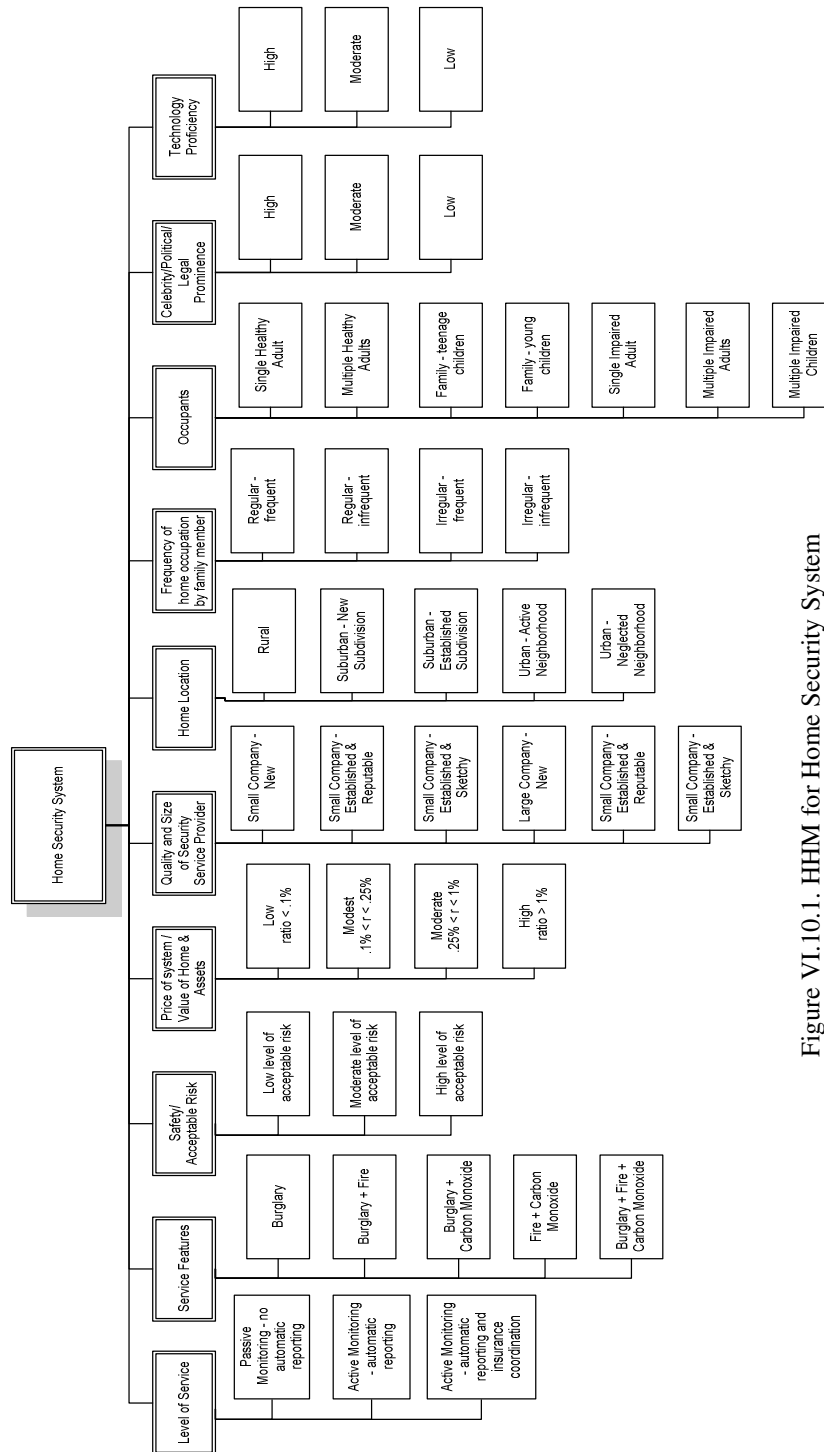 Home Security System
Level of Service
Passive
Monitoring - no
automatic
reporting
Active Monitoring
- automatic
reporting
Active Monitoring
- automatic
reporting and
insurance
coordination
Service Features
Burglary
Burglary + Fire
Burglary +
Carbon Monoxide
Fire + Carbon
Monoxide
Burglary + Fire +
Carbon Monoxide
Safety/
Acceptable Risk
Low level of
acceptable risk
Moderate level of
acceptable risk
High level of
acceptable risk
Price of system /
Value of Home &
Assets
Low
ratio < .1%
Modest
.1% < r < .25%
Moderate
.25% < r < 1%
High
ratio > 1%
Quality and Size
of Security
Service Provider
Small Company -
New
Small Company -
Established &
Reputable
Small Company -
Established &
Sketchy
Large Company -
New
Small Company -
Established &
Reputable
Small Company -
Established &
Sketchy
Home Location
Rural
Suburban - New
Subdivision
Suburban -
Established
Subdivision
Urban - Active
Neighborhood
Urban -
Neglected
Neighborhood
Frequency of
home occupation
by family member
Regular -
frequent
Regular -
infrequent
Irregular -
frequent
Irregular -
infrequent
Occupants
Single Healthy
Adult
Multiple Healthy
Adults
Family - teenage
children
Family - young
children
Single Impaired
Adult
Multiple Impaired
Adults
Multiple Impaired
Children
Celebrity/Political/
Legal
Prominence
High
Moderate
Low
Technology
Proficiency
High
Moderate
Low
Figure VI.10.1. HHM for Home Security System